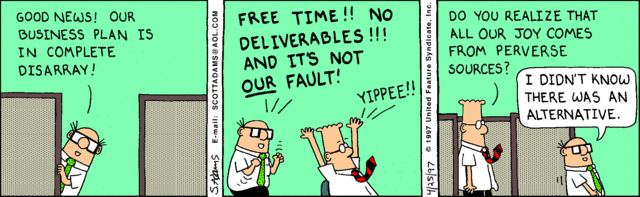 GOOD NEWS! OUR
BUSINESS PLAN IS
IN COMPLETE
DISARRAY!
S.Adams
E-mail: SCOTTADAMS@AOL.COM
FREE TIME!! NO
DELIVERABLES!!!
AND IT'S NOT
OUR FAULT!
YIPPEE!!
4/25/97 © 1997 United Feature Syndicate, Inc.
DO YOU REALIZE THAT
ALL OUR JOY COMES
FROM PERVERSE
SOURCES?
I DIDN'T KNOW
THERE WAS AN
ALTERNATIVE.